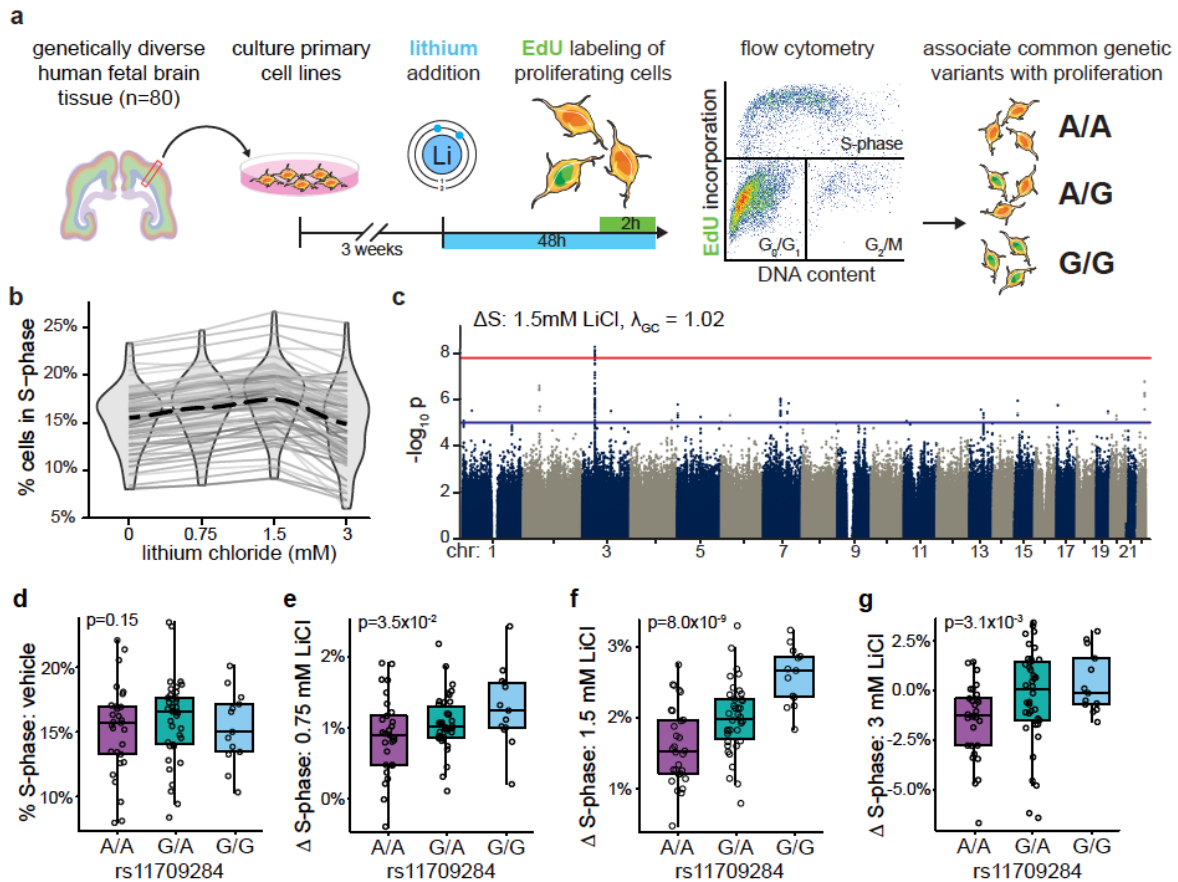 a
genetically diverse
human fetal brain
tissue (n=80)
culture primary
cell lines
lithium
addition
EdU labeling of
proliferating cells
flow cytometry
associate common genetic
variants with proliferation
Li
1
2
3 weeks
48h
2h
EdU incorporation
S-phase
G0/G1
G2/M
DNA content
A/A
A/G
G/G
b
% cells in S-phase
25%
20%
15%
10%
5%
0 0.75 1.5 3
lithium chloride (mM)
c
ΔS: 1.5mM LiCl, λGC = 1.02
-log10 p
8
6
4
2
0
chr: 1 3 5 7 9 11 13 15 17 19 21
d
p=0.15
% S-phase: vehicle
20%
15%
10%
A/A G/A G/G
rs11709284
e
p=3.5x10-2
Δ S-phase: 0.75 mM LiCl
2%
1%
0%
A/A G/A G/G
rs11709284
f
p=8.0x10-9
Δ S-phase: 1.5 mM LiCl
3%
2%
1%
A/A G/A G/G
rs11709284
g
p=3.1x10-3
Δ S-phase: 3 mM LiCl
2.5%
0.0%
-2.5%
-5.0%
A/A G/A G/G
rs11709284